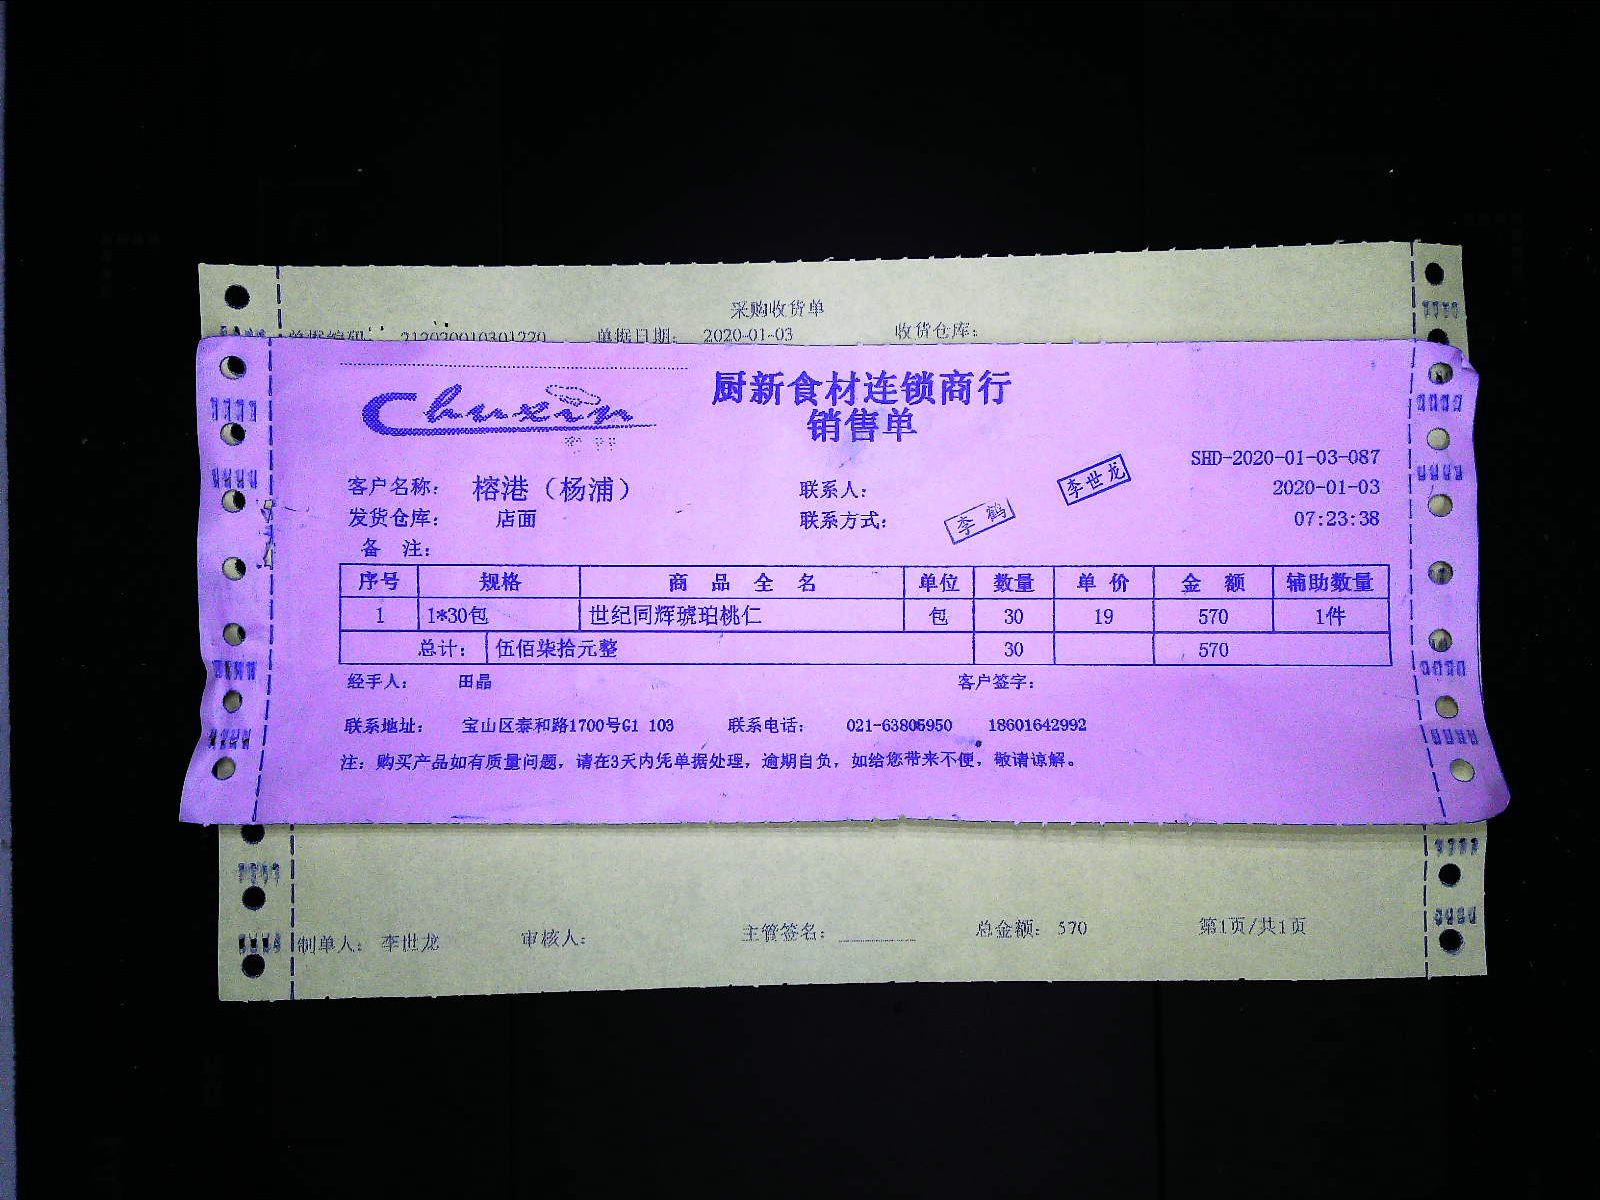 采购收货单
单据编码： 212020010301220 单据日期： 2020-01-03 收货仓库：
Chuxin
厨新食材连锁商行
销售单
SHD-2020-01-03-087
客户名称： 榕港（杨浦） 联系人： 李世龙 2020-01-03
发货仓库： 店面 联系方式： 李鹤 07:23:38
备 注：
序号 规格 商品全名 单位 数量 单价 金额 辅助数量
1 1*30包 世纪同辉琥珀桃仁 包 30 19 570 1件
总计： 伍佰柒拾元整 30 570
经手人： 田晶 客户签字：
联系地址： 宝山区泰和路1700号G1 103 联系电话： 021-63805950 18601642992
注：购买产品如有质量问题，请在3天内凭单据处理，逾期自负，如给您带来不便，敬请谅解。
制单人： 李世龙 审核人： 主管签名： 总金额： 570 第1页/共1页